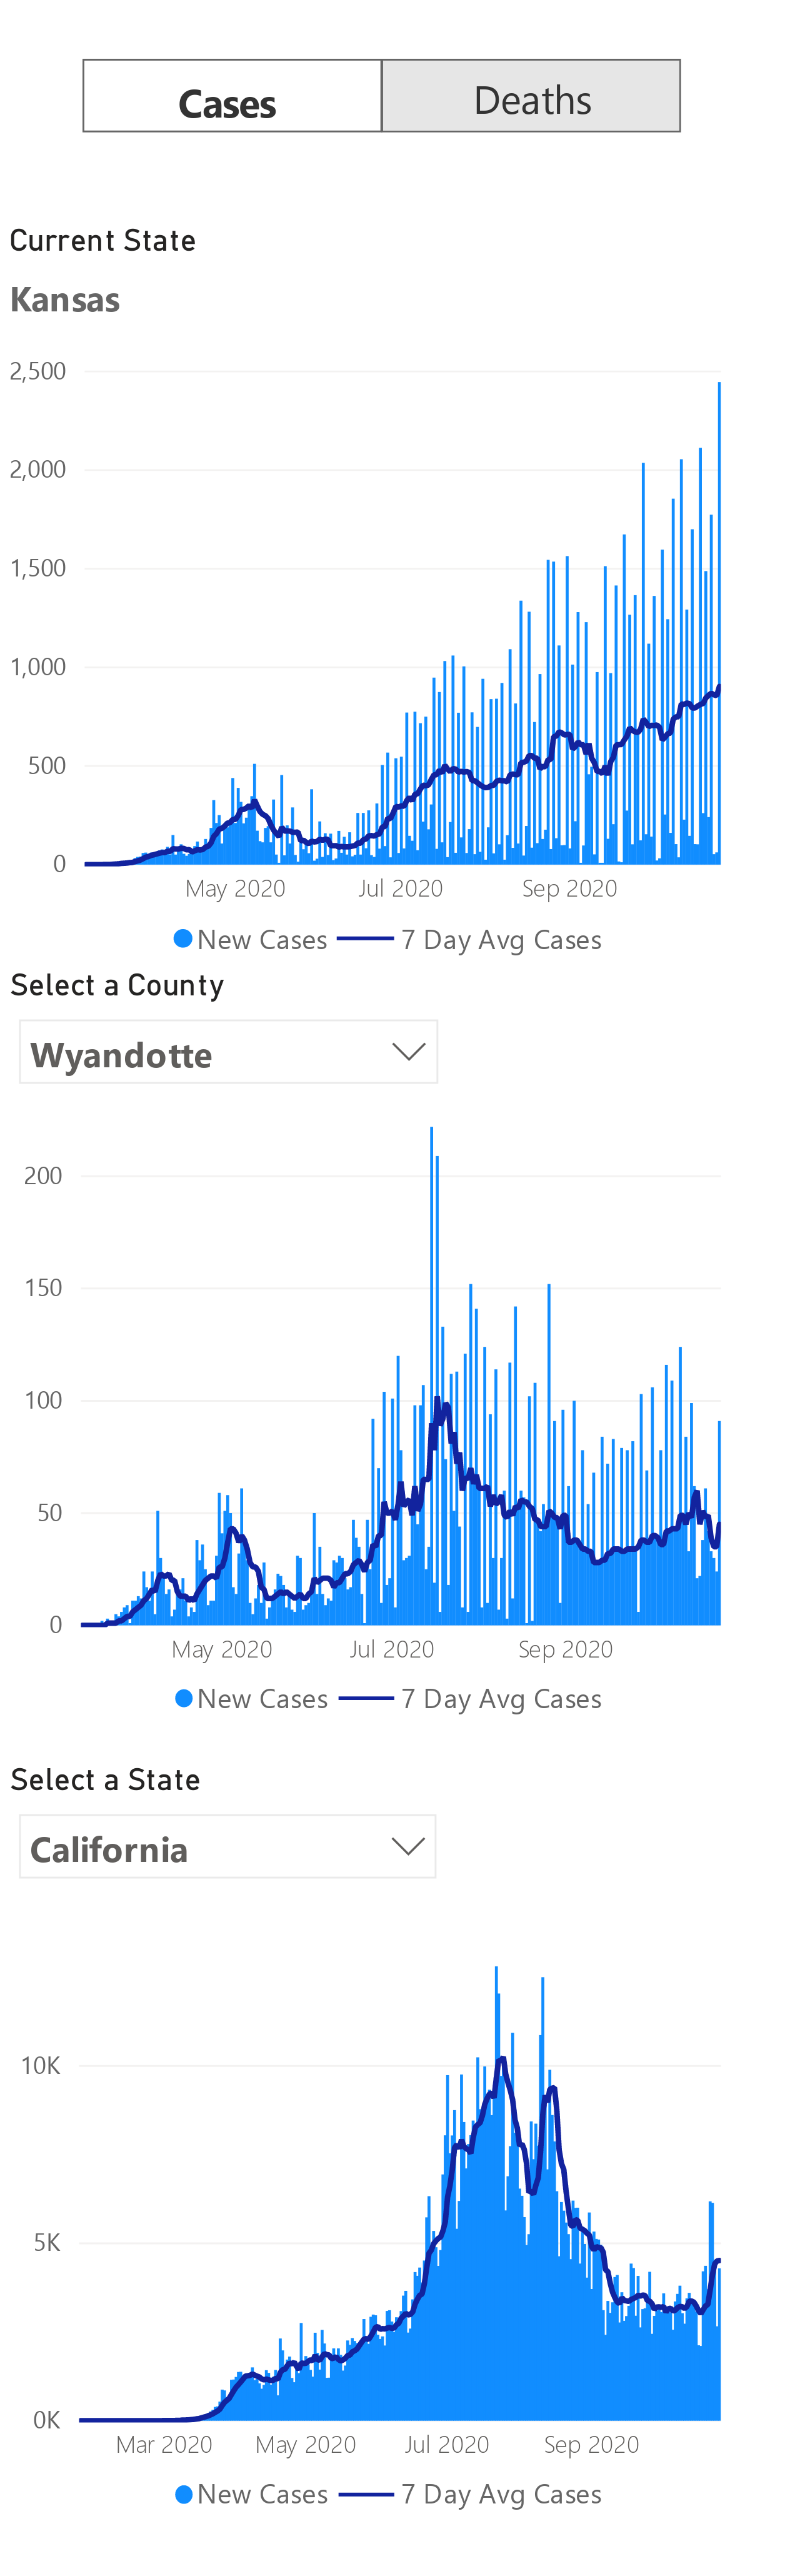 Cases Deaths
Current State
Kansas
2,500
2,000
1,500
1,000
500
0
May 2020 Jul 2020 Sep 2020
New Cases 7 Day Avg Cases
Select a County
Wyandotte
200
150
100
50
0
May 2020 Jul 2020 Sep 2020
New Cases 7 Day Avg Cases
Select a State
California
10K
5K
0K
Mar 2020 May 2020 Jul 2020 Sep 2020
New Cases 7 Day Avg Cases